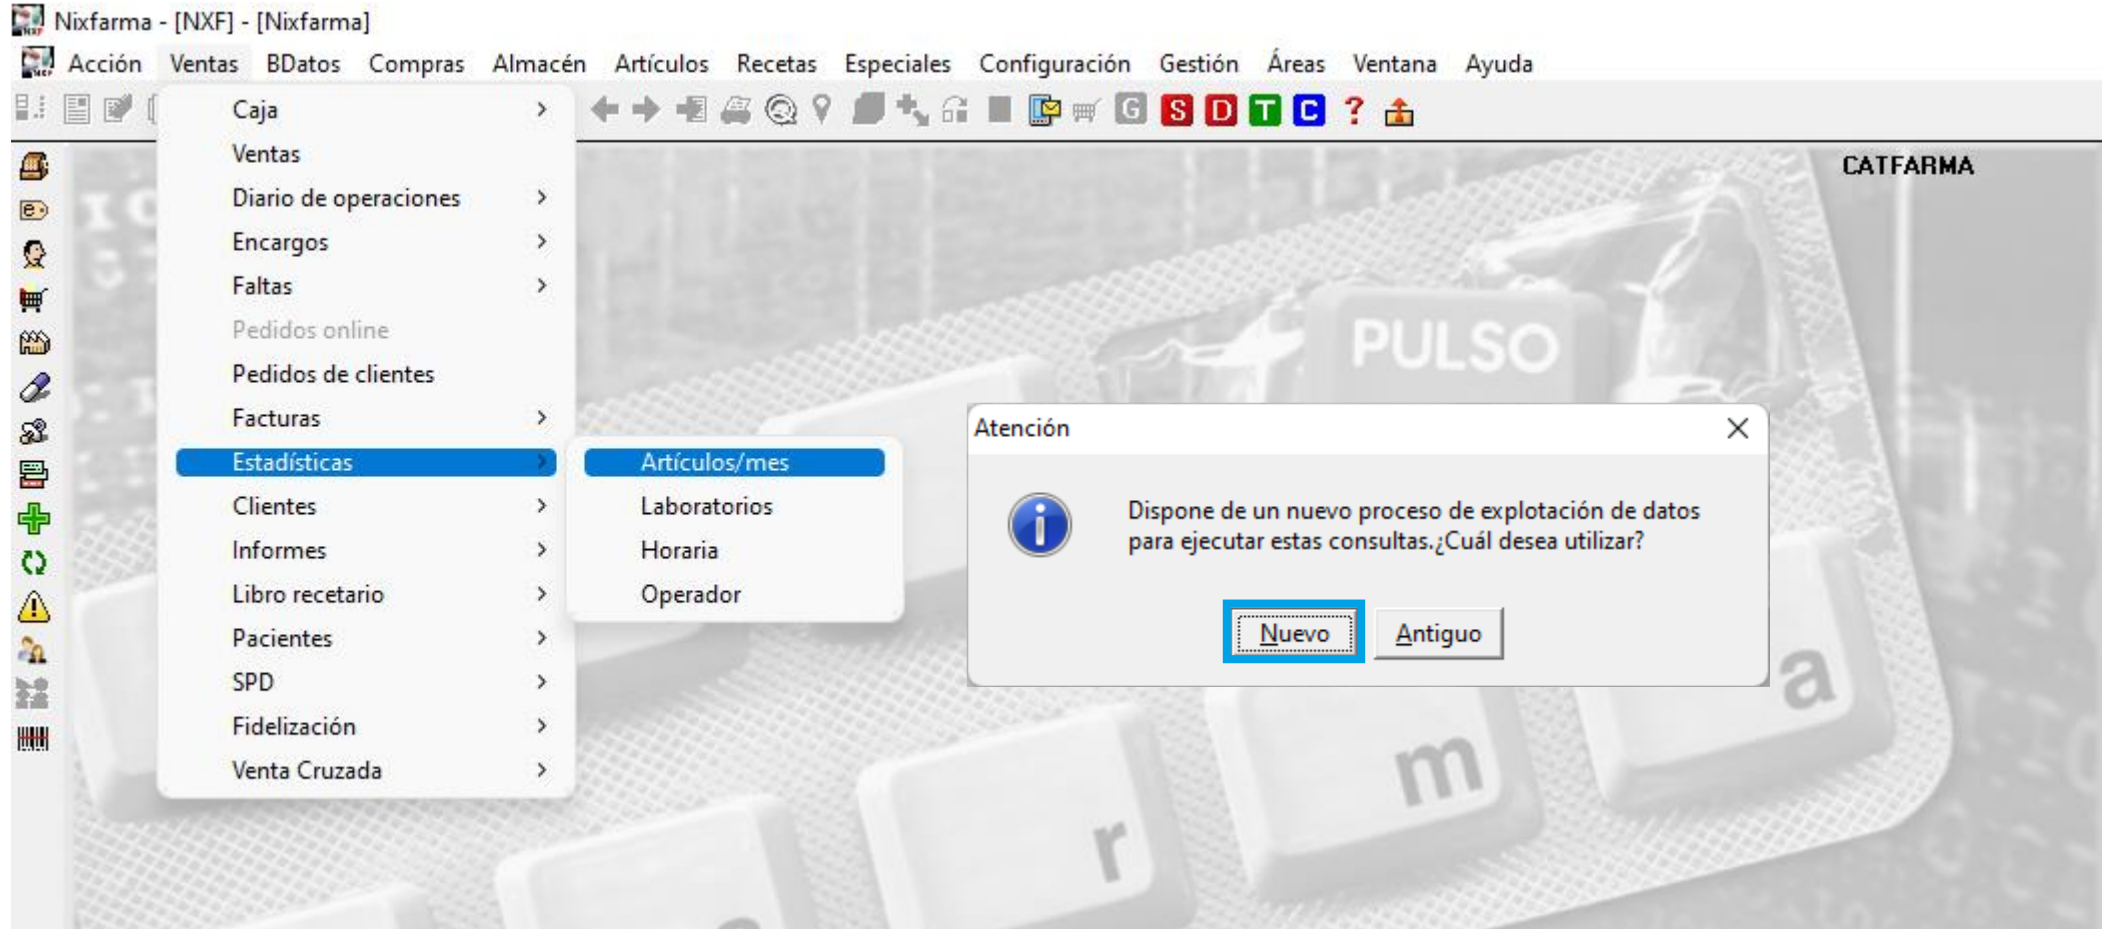 Nixfarma - [NXF] - [Nixfarma]
Acción Ventas BDatos Compras Almacén Artículos Recetas Especiales Configuración Gestión Áreas Ventana Ayuda
G S D T C ?
CATFARMA
Caja
Ventas
Diario de operaciones
Encargos
Faltas
Pedidos online
Pedidos de clientes
Facturas
Estadísticas
Clientes
Informes
Libro recetario
Pacientes
SPD
Fidelización
Venta Cruzada
Artículos/mes
Laboratorios
Horaria
Operador
PULSO
Atención
Dispone de un nuevo proceso de explotación de datos
para ejecutar estas consultas.¿Cuál desea utilizar?
Nuevo Antiguo
r m a